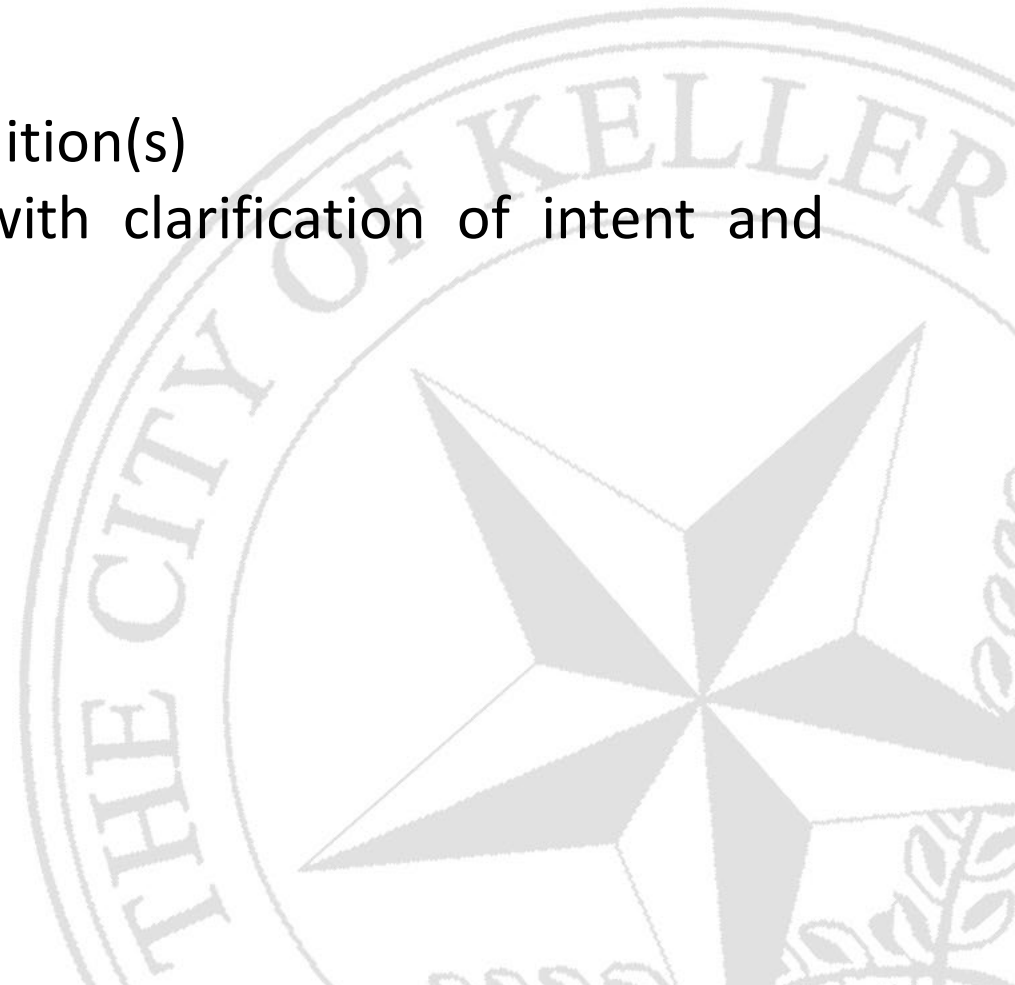 ition(s)
with clarification of intent and
THE CITY OF KELLER